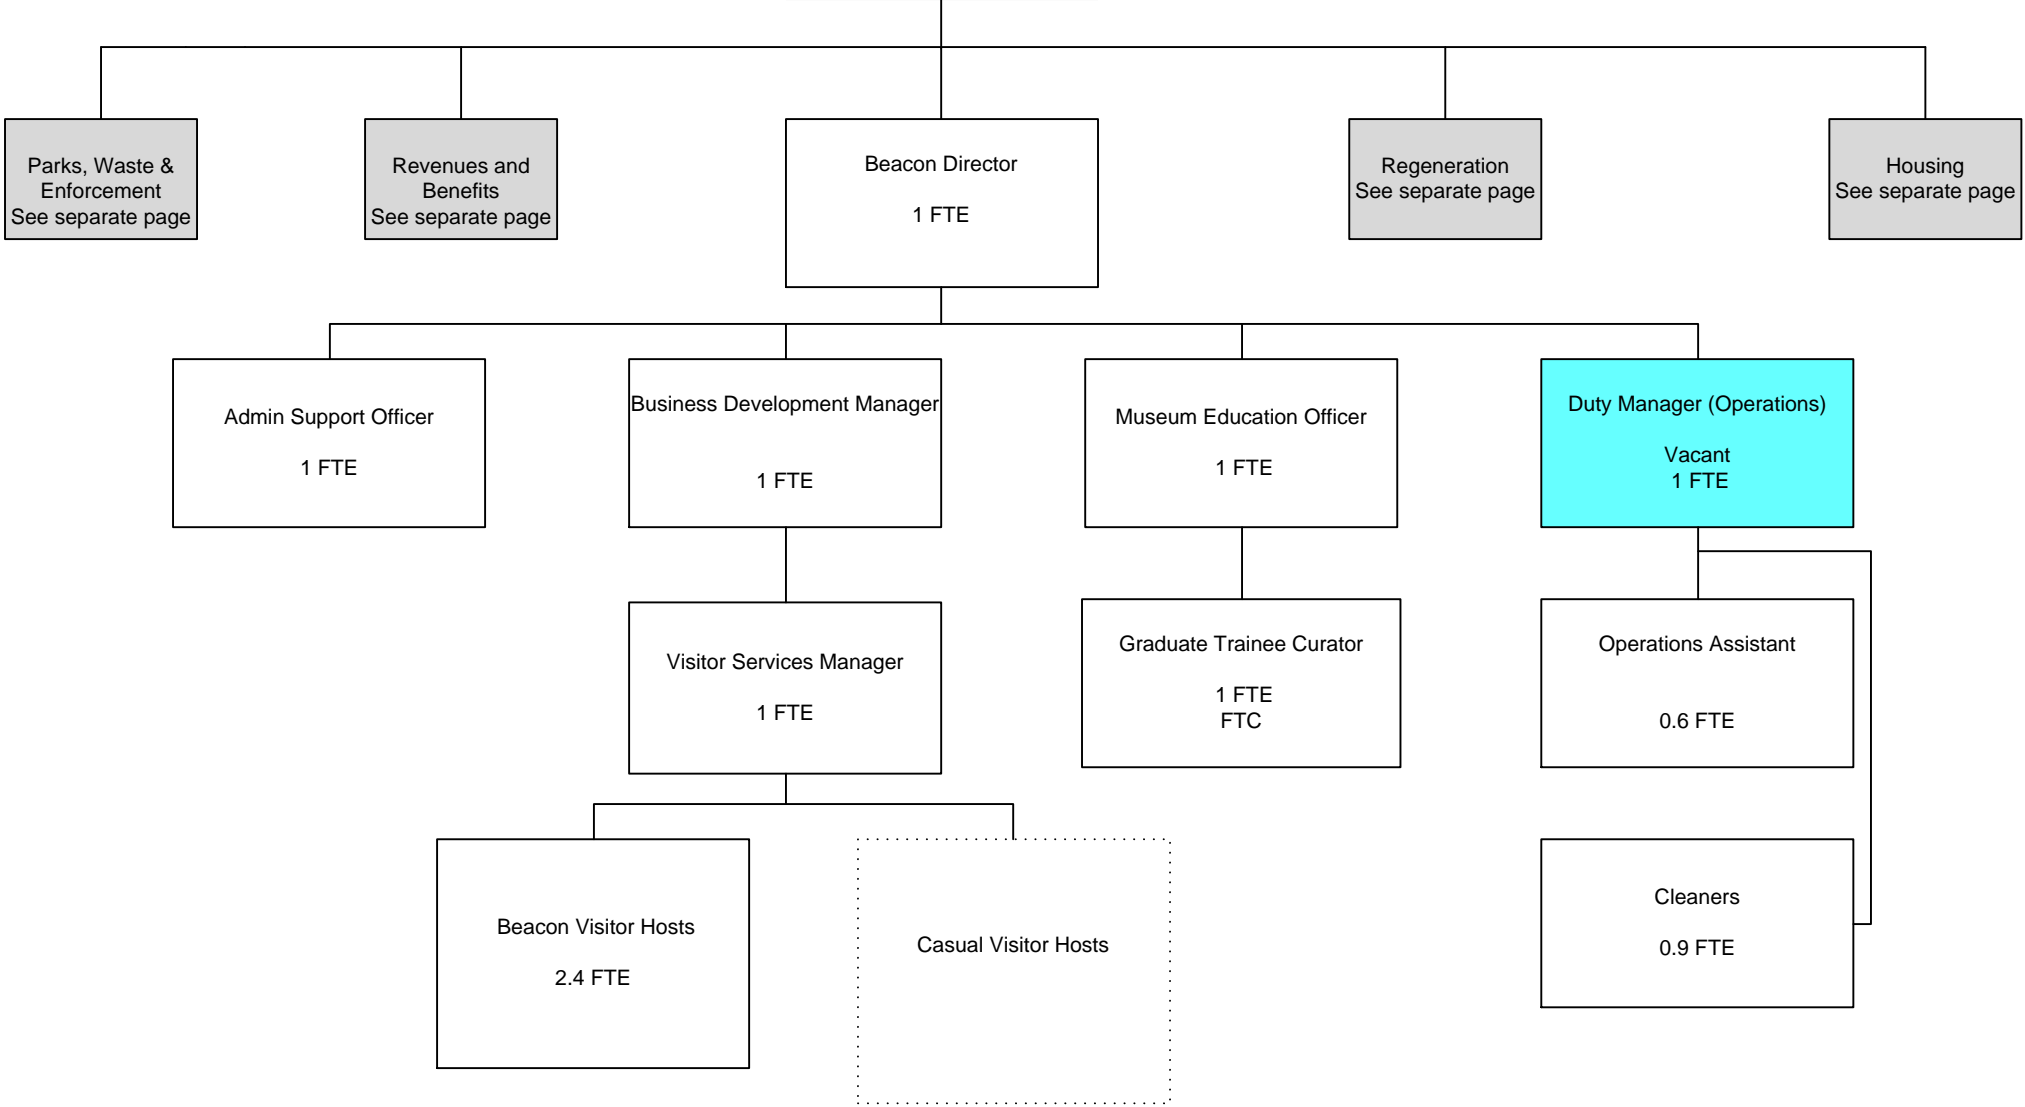 Parks, Waste &
Enforcement
See separate page
Revenues and
Benefits
See separate page
Beacon Director
1 FTE
Regeneration
See separate page
Housing
See separate page
Admin Support Officer
1 FTE
Business Development Manager
1 FTE
Museum Education Officer
1 FTE
Duty Manager (Operations)
Vacant
1 FTE
Visitor Services Manager
1 FTE
Graduate Trainee Curator
1 FTE
FTC
Operations Assistant
0.6 FTE
Beacon Visitor Hosts
2.4 FTE
Casual Visitor Hosts
Cleaners
0.9 FTE